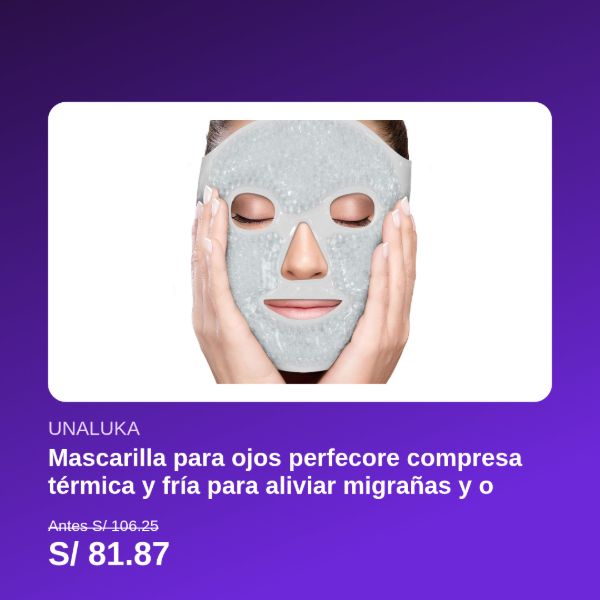 UNALUKA
Mascarilla para ojos perfecore compresa
térmica y fría para aliviar migrañas y o
Antes S/ 106.25
S/ 81.87